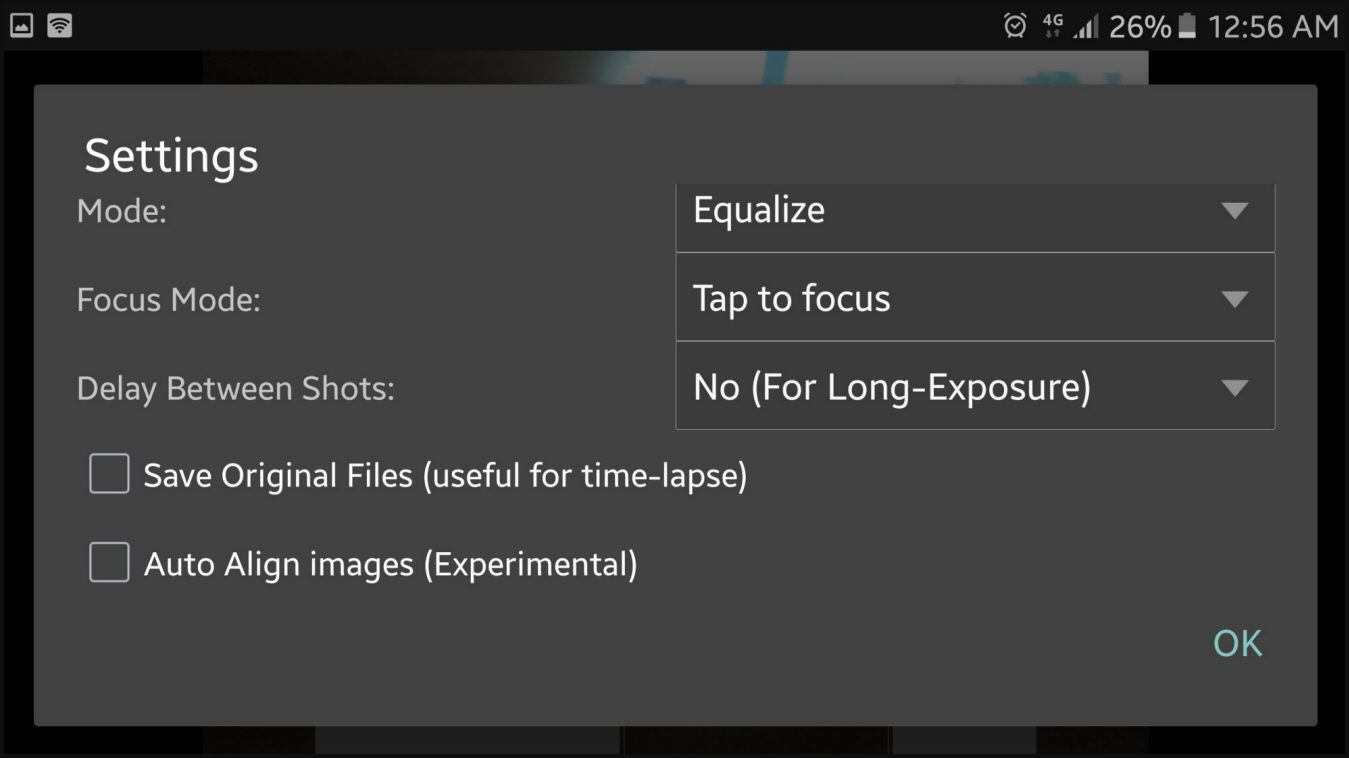 4G 26% 12:56 AM
Settings
Mode: Equalize
Focus Mode: Tap to focus
Delay Between Shots: No (For Long-Exposure)
Save Original Files (useful for time-lapse)
Auto Align images (Experimental)
OK